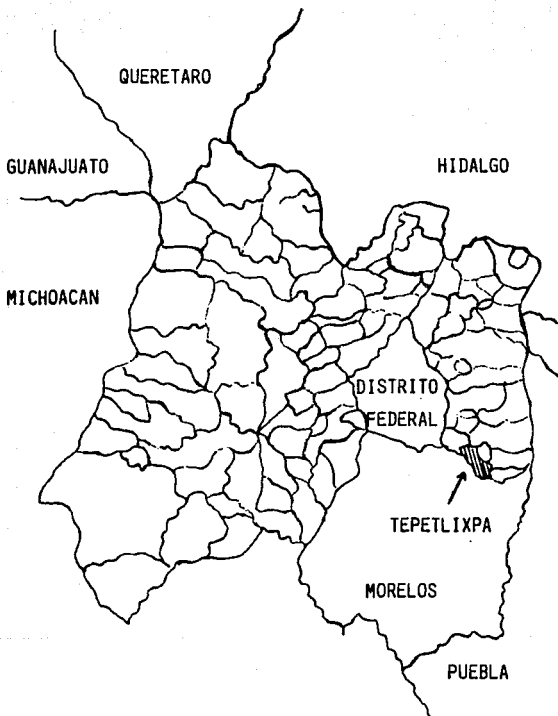 QUERETARO
GUANAJUATO
HIDALGO
MICHOACAN
DISTRITO
FEDERAL
TEPETLIXPA
MORELOS
PUEBLA